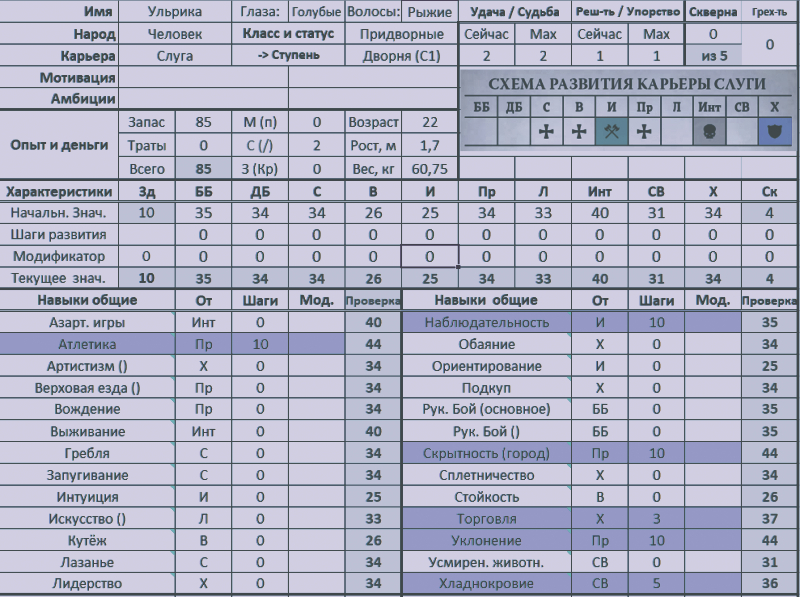 Имя Ульрика Глаза: Голубые Волосы: Рыжие Удача / Судьба Реш-ть / Упорство Скверна Грех-ть
Народ Человек Класс и статус Придворные Сейчас Max Сейчас Max 0 0
Карьера Слуга -> Ступень Дворня (С1) 2 2 1 1 из 5
Мотивация
Амбиции
СХЕМА РАЗВИТИЯ КАРЬЕРЫ СЛУГИ
ББ ДБ С В И Пр Л Инт СВ Х
Опыт и деньги
Запас 85 М (п) 0 Возраст 22
Траты 0 С (/) 2 Рост, м 1,7
Всего 85 З (Кр) 0 Вес, кг 60,75
Характеристики Зд ББ ДБ С В И Пр Л Инт СВ Х Ск
Начальн. Знач. 10 35 34 34 26 25 34 33 40 31 34 4
Шаги развития 0 0 0 0 0 0 0 0 0 0 0
Модификатор 0 0 0 0 0 0 0 0 0 0 0 0
Текущее знач. 10 35 34 34 26 25 34 33 40 31 34 4
Навыки общие От Шаги Мод. Проверка Навыки общие От Шаги Мод. Проверка
Азарт. игры Инт 0 40 Наблюдательность И 10 35
Атлетика Пр 10 44 Обаяние Х 0 34
Артистизм () Х 0 34 Ориентирование И 0 25
Верховая езда () Пр 0 34 Подкуп Х 0 34
Вождение Пр 0 34 Рук. Бой (основное) ББ 0 35
Выживание Инт 0 40 Рук. Бой () ББ 0 35
Гребля С 0 34 Скрытность (город) Пр 10 44
Запугивание С 0 34 Сплетничество Х 0 34
Интуиция И 0 25 Стойкость В 0 26
Искусство () Л 0 33 Торговля Х 3 37
Кутёж В 0 26 Уклонение Пр 10 44
Лазанье С 0 34 Усмирен. животн. СВ 0 31
Лидерство Х 0 34 Хладнокровие СВ 5 36